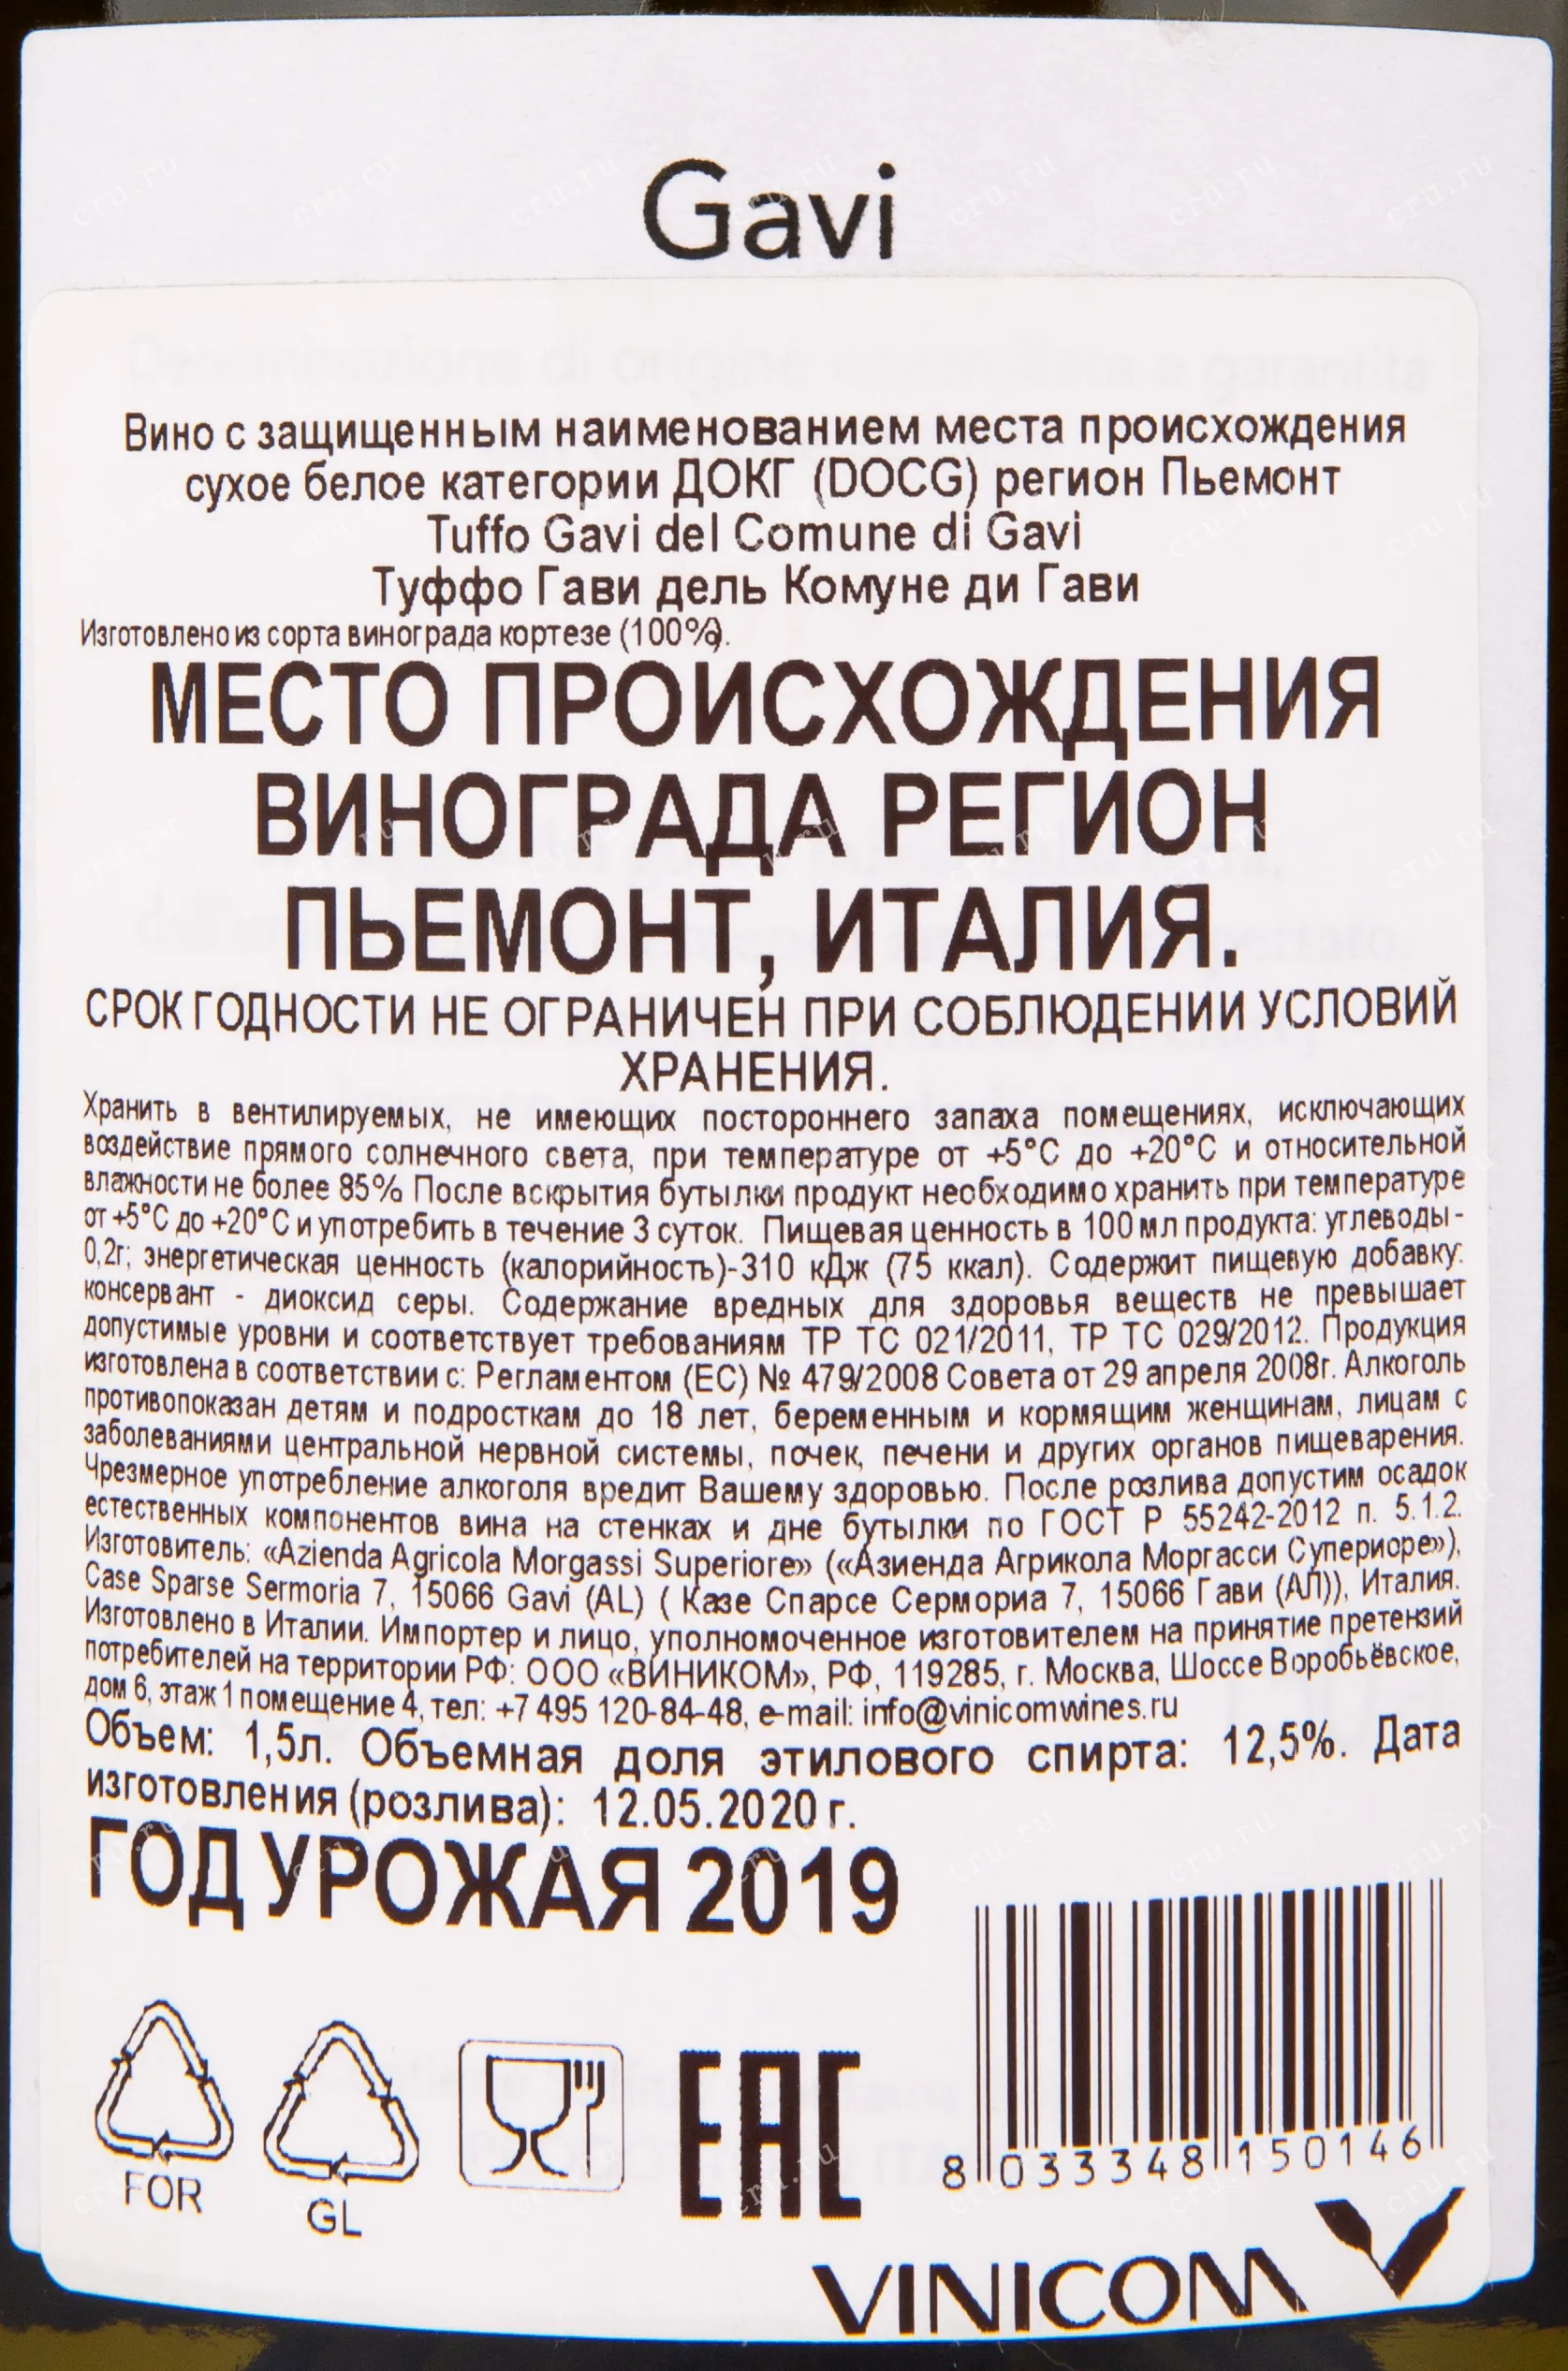 Gavi
Вино с защищенным наименованием места происхождения
сухое белое категории ДОКГ (DOCG) регион Пьемонт
Tuffo Gavi del Comune di Gavi
Туффо Гави дель Комуне ди Гави
Изготовлено из сорта винограда кортезе (100%).
МЕСТО ПРОИСХОЖДЕНИЯ
ВИНОГРАДА РЕГИОН
ПЬЕМОНТ, ИТАЛИЯ.
СРОК ГОДНОСТИ НЕ ОГРАНИЧЕН ПРИ СОБЛЮДЕНИИ УСЛОВИЙ
ХРАНЕНИЯ.
Хранить в вентилируемых, не имеющих постороннего запаха помещениях, исключающих
воздействие прямого солнечного света, при температуре от +5°С до +20°С и относительной
влажности не более 85% После вскрытия бутылки продукт необходимо хранить при температуре
от +5°С до +20°С и употребить в течение 3 суток. Пищевая ценность в 100 мл продукта: углеводы-
0,2г; энергетическая ценность (калорийность)-310 кДж (75 ккал). Содержит пищевую добавку:
консервант - диоксид серы. Содержание вредных для здоровья веществ не превышает
допустимые уровни и соответствует требованиям ТР ТС 021/2011, ТР ТС 029/2012. Продукция
изготовлена в соответствии с: Регламентом (ЕС) № 479/2008 Совета от 29 апреля 2008г. Алкоголь
противопоказан детям и подросткам до 18 лет, беременным и кормящим женщинам, лицам с
заболеваниями центральной нервной системы, почек, печени и других органов пищеварения.
Чрезмерное употребление алкоголя вредит Вашему здоровью. После розлива допустим осадок
естественных компонентов вина на стенках и дне бутылки по ГОСТ Р 55242-2012 п. 5.1.2.
Изготовитель: «Azienda Agricola Morgassi Superiore» («Азиенда Агрикола Моргасси Супериоре»),
Case Sparse Sermoria 7, 15066 Gavi (AL) ( Казе Спарсе Сермориа 7, 15066 Гави (АЛ)), Италия.
Изготовлено в Италии. Импортер и лицо, уполномоченное изготовителем на принятие претензий
потребителей на территории РФ: ООО «ВИНИКОМ», РФ, 119285, г. Москва, Шоссе Воробьёвское,
дом 6, этаж 1 помещение 4, тел: +7 495 120-84-48, e-mail: info@vinicomwines.ru
Объем: 1,5л. Объемная доля этилового спирта: 12,5%. Дата
изготовления (розлива): 12.05.2020 г.
ГОД УРОЖАЯ 2019
FOR
GL
EAC
8 033348 150146
VINICOM
cru.ru